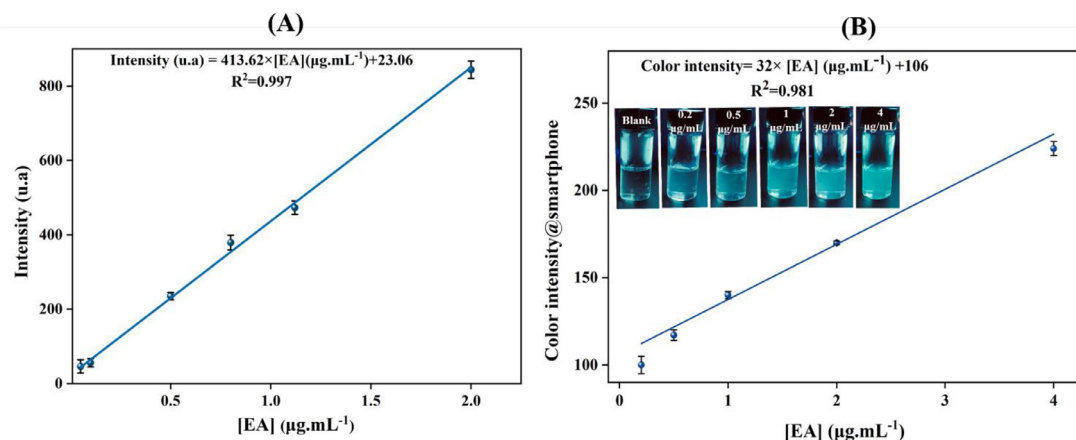 (A)
Intensity (u.a) = 413.62×[EA](μg.mL⁻¹)+23.06
R²=0.997
800
600
400
200
0
Intensity (u.a)
0.5
1.0
1.5
2.0
[EA] (μg.mL⁻¹)
(B)
Color intensity= 32× [EA] (μg.mL⁻¹) +106
R²=0.981
Blank
0.2
μg/mL
0.5
μg/mL
1
μg/mL
2
μg/mL
4
μg/mL
250
200
150
100
Color intensity@smartphone
0
1
2
3
4
[EA] (μg.mL⁻¹)